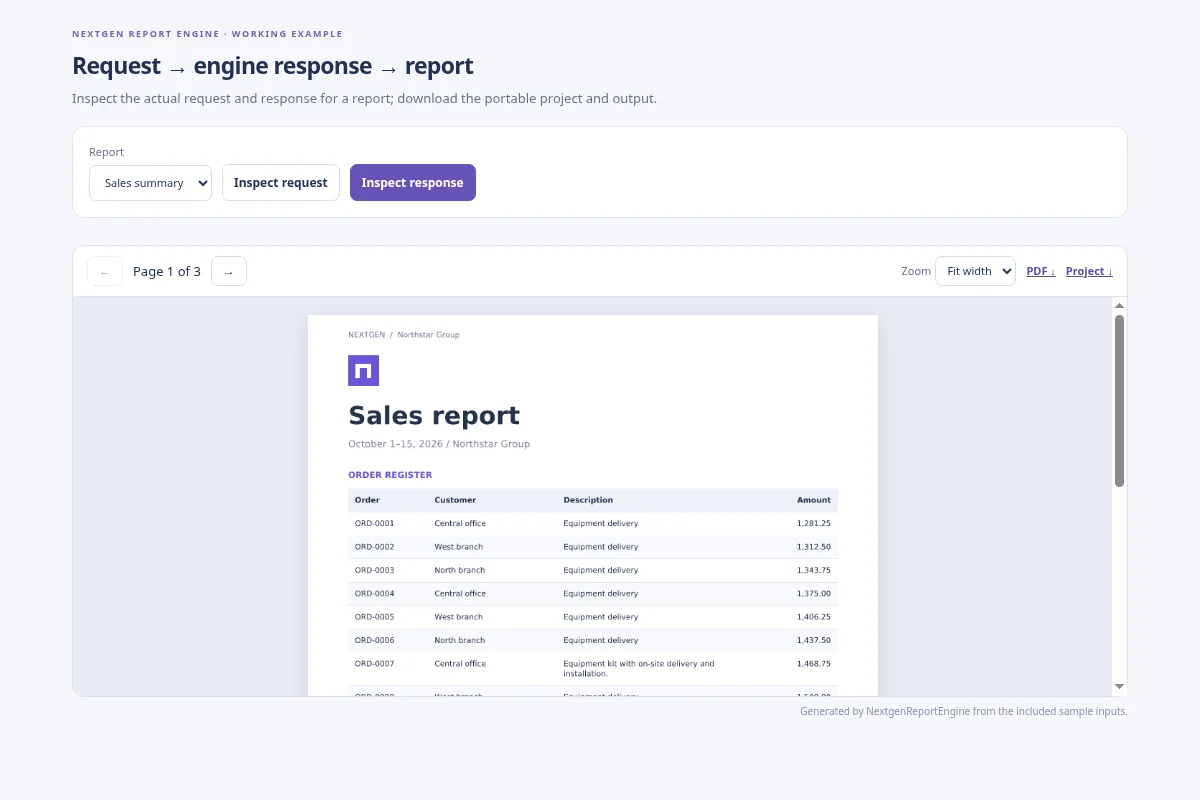 NEXTGEN REPORT ENGINE · WORKING EXAMPLE
Request → engine response → report
Inspect the actual request and response for a report; download the portable project and output.
Report
Sales summary
Inspect request
Inspect response
← Page 1 of 3 →
Zoom Fit width PDF ↓ Project ↓
NEXTGEN / Northstar Group
Sales report
October 1–15, 2026 / Northstar Group
ORDER REGISTER
Order Customer Description Amount
ORD-0001 Central office Equipment delivery 1,281.25
ORD-0002 West branch Equipment delivery 1,312.50
ORD-0003 North branch Equipment delivery 1,343.75
ORD-0004 Central office Equipment delivery 1,375.00
ORD-0005 West branch Equipment delivery 1,406.25
ORD-0006 North branch Equipment delivery 1,437.50
ORD-0007 Central office Equipment kit with on-site delivery and 1,468.75
installation.
Generated by NextgenReportEngine from the included sample inputs.